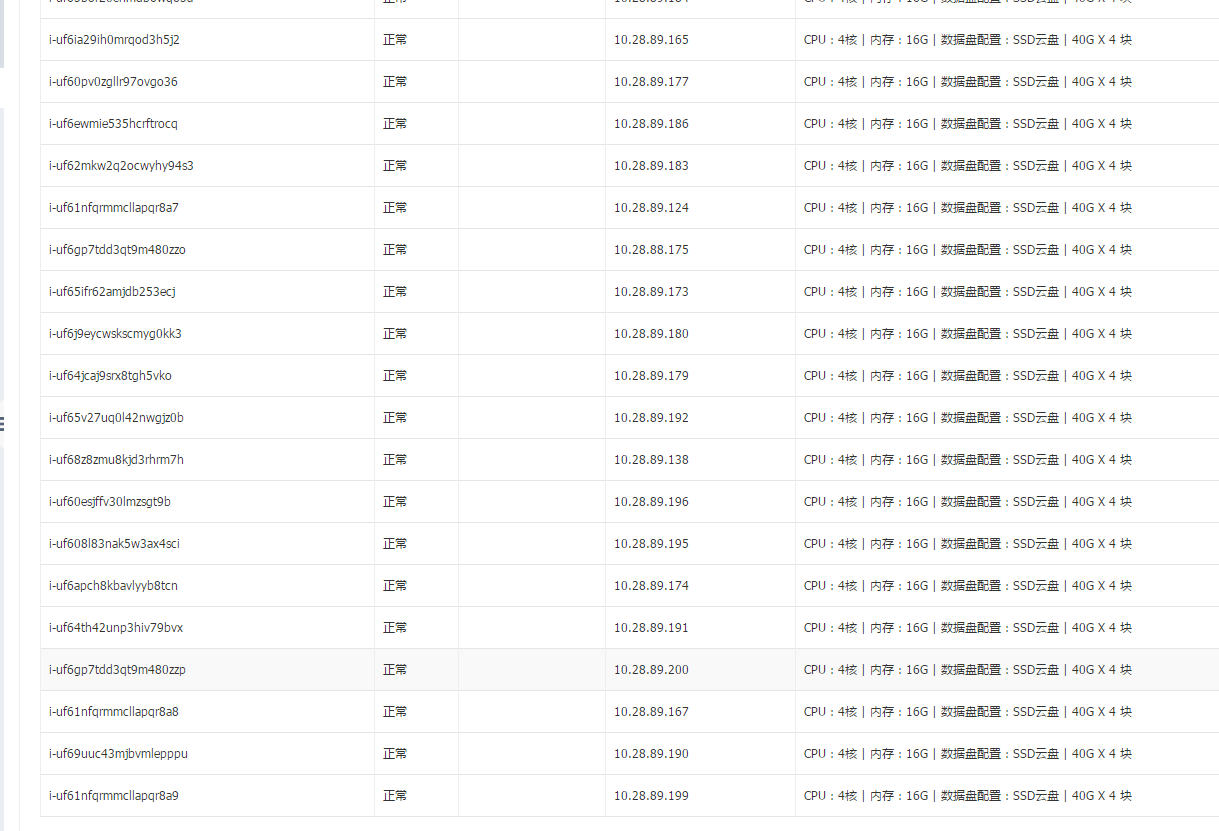 i-uf6ia29ih0mrqod3h5j2 正常 10.28.89.165 CPU：4核 | 内存：16G | 数据盘配置：SSD云盘 | 40G X 4 块
i-uf60pv0zgllr97ovgo36 正常 10.28.89.177 CPU：4核 | 内存：16G | 数据盘配置：SSD云盘 | 40G X 4 块
i-uf6ewmie535hcrftrocq 正常 10.28.89.186 CPU：4核 | 内存：16G | 数据盘配置：SSD云盘 | 40G X 4 块
i-uf62mkw2q2ocwyhy94s3 正常 10.28.89.183 CPU：4核 | 内存：16G | 数据盘配置：SSD云盘 | 40G X 4 块
i-uf61nfqrmmcllapqr8a7 正常 10.28.89.124 CPU：4核 | 内存：16G | 数据盘配置：SSD云盘 | 40G X 4 块
i-uf6gp7tdd3qt9m480zzo 正常 10.28.88.175 CPU：4核 | 内存：16G | 数据盘配置：SSD云盘 | 40G X 4 块
i-uf65ifr62amjdb253ecj 正常 10.28.89.173 CPU：4核 | 内存：16G | 数据盘配置：SSD云盘 | 40G X 4 块
i-uf6j9eycwskscmyg0kk3 正常 10.28.89.180 CPU：4核 | 内存：16G | 数据盘配置：SSD云盘 | 40G X 4 块
i-uf64jcaj9srx8tgh5vko 正常 10.28.89.179 CPU：4核 | 内存：16G | 数据盘配置：SSD云盘 | 40G X 4 块
i-uf65v27uq0l42nwgjz0b 正常 10.28.89.192 CPU：4核 | 内存：16G | 数据盘配置：SSD云盘 | 40G X 4 块
i-uf68z8zmu8kjd3rhrm7h 正常 10.28.89.138 CPU：4核 | 内存：16G | 数据盘配置：SSD云盘 | 40G X 4 块
i-uf60esjffv30lmzsgt9b 正常 10.28.89.196 CPU：4核 | 内存：16G | 数据盘配置：SSD云盘 | 40G X 4 块
i-uf608l83nak5w3ax4sci 正常 10.28.89.195 CPU：4核 | 内存：16G | 数据盘配置：SSD云盘 | 40G X 4 块
i-uf6apch8kbavlyyb8tcn 正常 10.28.89.174 CPU：4核 | 内存：16G | 数据盘配置：SSD云盘 | 40G X 4 块
i-uf64th42unp3hiv79bvx 正常 10.28.89.191 CPU：4核 | 内存：16G | 数据盘配置：SSD云盘 | 40G X 4 块
i-uf6gp7tdd3qt9m480zzp 正常 10.28.89.200 CPU：4核 | 内存：16G | 数据盘配置：SSD云盘 | 40G X 4 块
i-uf61nfqrmmcllapqr8a8 正常 10.28.89.167 CPU：4核 | 内存：16G | 数据盘配置：SSD云盘 | 40G X 4 块
i-uf69uuc43mjbvmlepppu 正常 10.28.89.190 CPU：4核 | 内存：16G | 数据盘配置：SSD云盘 | 40G X 4 块
i-uf61nfqrmmcllapqr8a9 正常 10.28.89.199 CPU：4核 | 内存：16G | 数据盘配置：SSD云盘 | 40G X 4 块